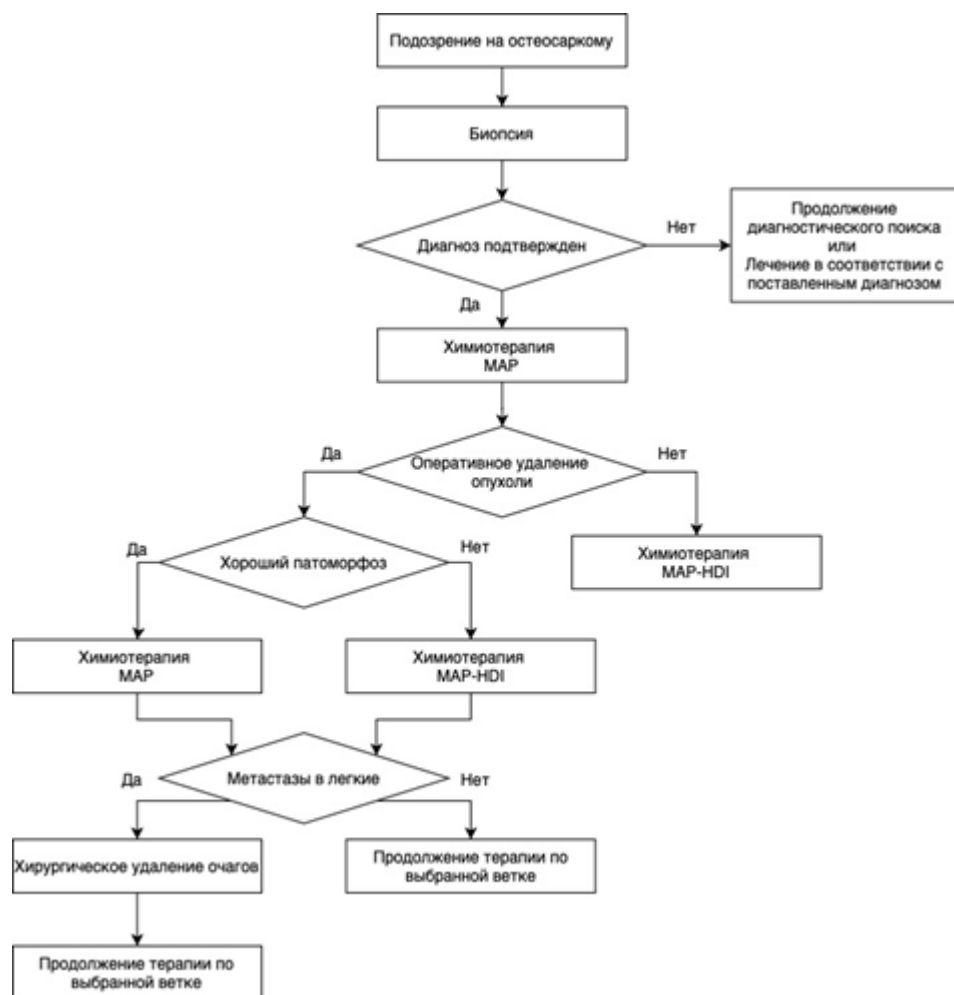 Подозрение на остеосаркому
Биопсия
Диагноз подтвержден
Нет
Продолжение
диагностического поиска
или
Лечение в соответствии с
поставленным диагнозом
Да
Химиотерапия
MAP
Да
Оперативное удаление
опухоли
Нет
Да
Хороший патоморфоз
Нет
Химиотерапия
MAP-HDI
Химиотерапия
MAP
Химиотерапия
MAP-HDI
Да
Метастазы в легкие
Нет
Хирургическое удаление очагов
Продолжение терапии по
выбранной ветке
Продолжение терапии по
выбранной ветке